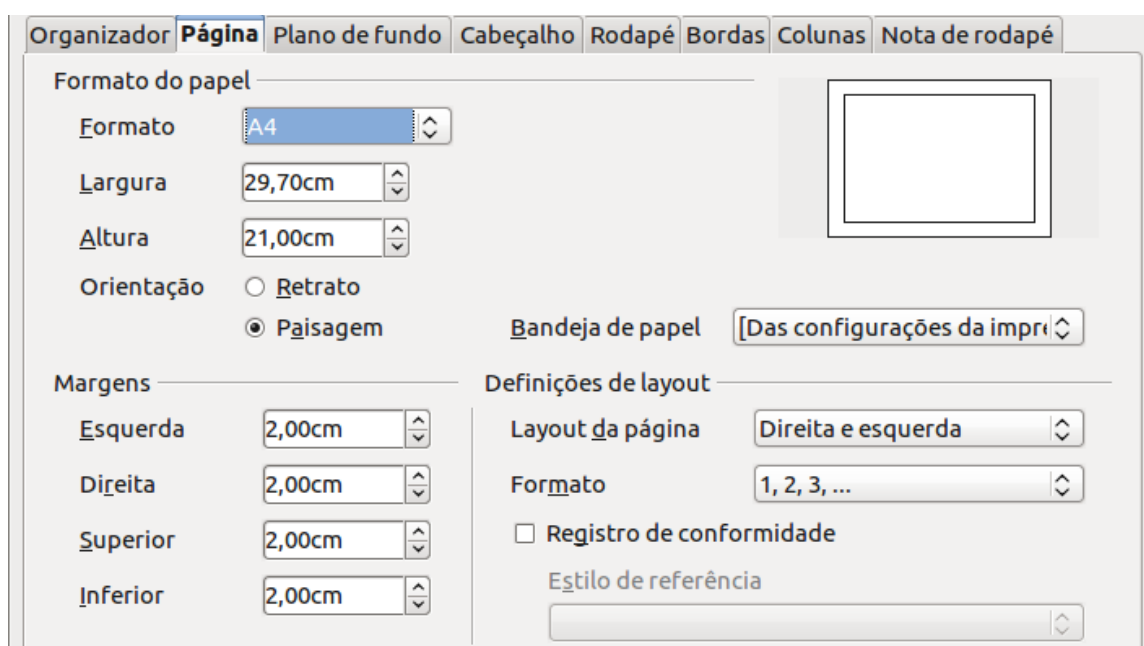 Organizador Página Plano de fundo Cabeçalho Rodapé Bordas Colunas Nota de rodapé
Formato do papel
Formato A4
Largura 29,70cm
Altura 21,00cm
Orientação Retrato
Paisagem Bandeja de papel [Das configurações da impre
Margens
Esquerda 2,00cm
Direita 2,00cm
Superior 2,00cm
Inferior 2,00cm
Definições de layout
Layout da página Direita e esquerda
Formato 1, 2, 3, ...
Registro de conformidade
Estilo de referência